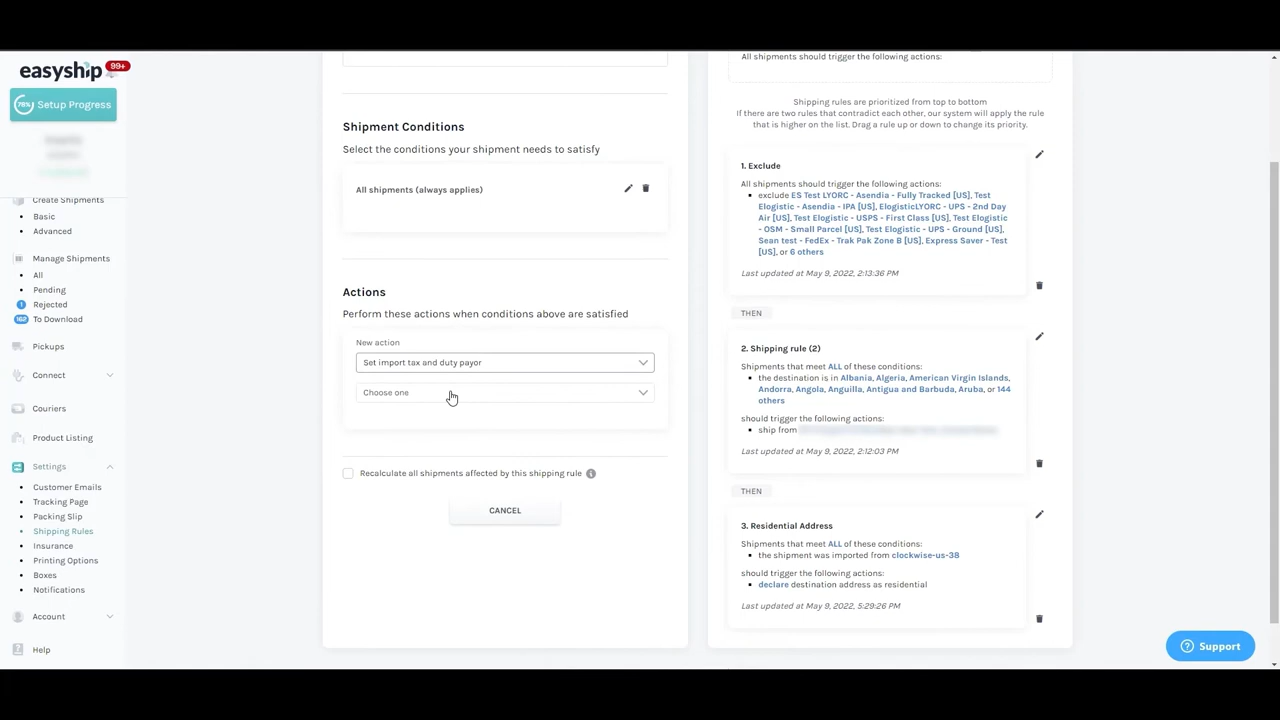 easyship
99+
78%
Setup Progress
Create Shipments
Basic
Advanced
Manage Shipments
All
Pending
1
Rejected
162
To Download
Pickups
Connect
Couriers
Product Listing
Settings
Customer Emails
Tracking Page
Packing Slip
Shipping Rules
Insurance
Printing Options
Boxes
Notifications
Account
Help
Shipment Conditions
Select the conditions your shipment needs to satisfy
All shipments (always applies)
Actions
Perform these actions when conditions above are satisfied
New action
Set import tax and duty payor
Choose one
Recalculate all shipments affected by this shipping rule
CANCEL
All shipments should trigger the following actions:
Shipping rules are prioritized from top to bottom
If there are two rules that contradict each other, our system will apply the rule
that is higher on the list. Drag a rule up or down to change its priority.
1. Exclude
All shipments should trigger the following actions:
exclude ES Test LYORC - Asendia - Fully Tracked [US], Test
Elogistic - Asendia - IPA [US], ElogisticLYORC - UPS - 2nd Day
Air [US], Test Elogistic - USPS - First Class [US], Test Elogistic
- OSM - Small Parcel [US], Test Elogistic - UPS - Ground [US],
Sean test - FedEx - Trak Pak Zone B [US], Express Saver - Test
[US], or 6 others
Last updated at May 9, 2022, 2:13:36 PM
THEN
2. Shipping rule (2)
Shipments that meet ALL of these conditions:
the destination is in Albania, Algeria, American Virgin Islands,
Andorra, Angola, Anguilla, Antigua and Barbuda, Aruba, or 144
others
should trigger the following actions:
ship from
Last updated at May 9, 2022, 2:12:03 PM
THEN
3. Residential Address
Shipments that meet ALL of these conditions:
the shipment was imported from clockwise-us-38
should trigger the following actions:
declare destination address as residential
Last updated at May 9, 2022, 5:29:26 PM
Support